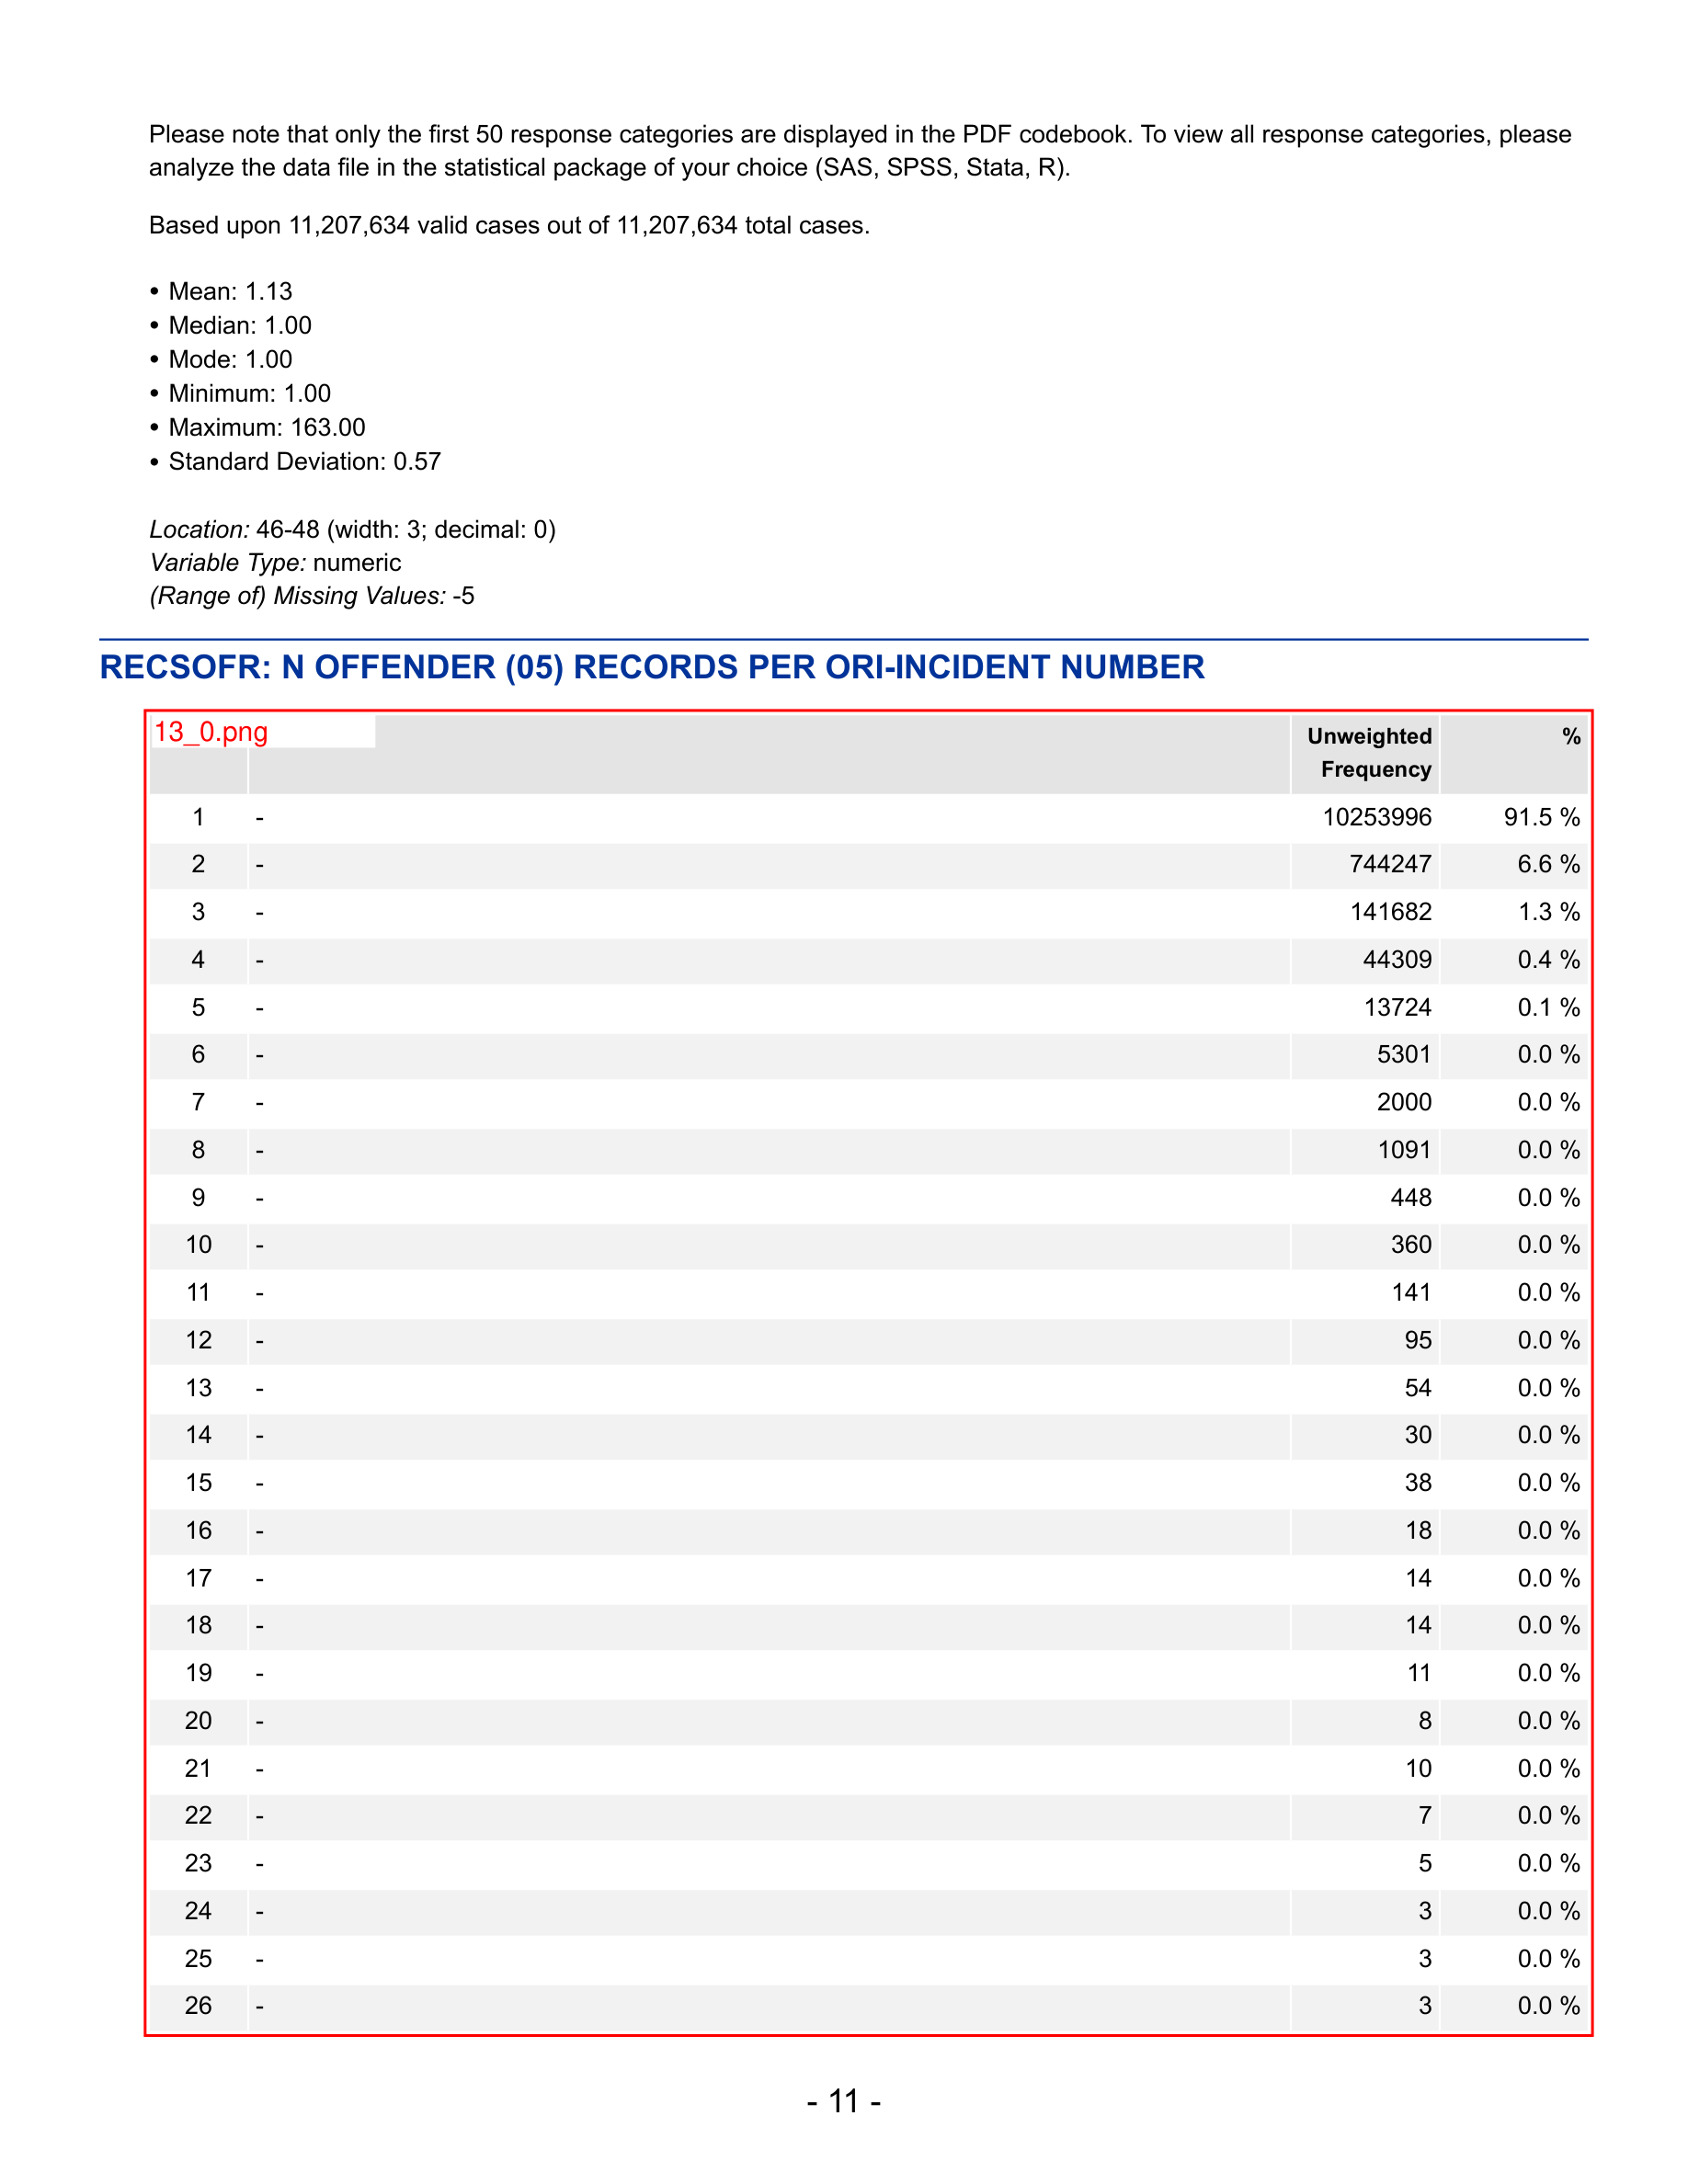 Please note that only the first 50 response categories are displayed in the PDF codebook. To view all response categories, please
analyze the data file in the statistical package of your choice (SAS, SPSS, Stata, R).
Based upon 11,207,634 valid cases out of 11,207,634 total cases.
• Mean: 1.13
• Median: 1.00
• Mode: 1.00
• Minimum: 1.00
• Maximum: 163.00
• Standard Deviation: 0.57
Location: 46-48 (width: 3; decimal: 0)
Variable Type: numeric
(Range of) Missing Values: -5
RECSOFR: N OFFENDER (05) RECORDS PER ORI-INCIDENT NUMBER
13_0.png
Unweighted Frequency %
1 - 10253996 91.5 %
2 - 744247 6.6 %
3 - 141682 1.3 %
4 - 44309 0.4 %
5 - 13724 0.1 %
6 - 5301 0.0 %
7 - 2000 0.0 %
8 - 1091 0.0 %
9 - 448 0.0 %
10 - 360 0.0 %
11 - 141 0.0 %
12 - 95 0.0 %
13 - 54 0.0 %
14 - 30 0.0 %
15 - 38 0.0 %
16 - 18 0.0 %
17 - 14 0.0 %
18 - 14 0.0 %
19 - 11 0.0 %
20 - 8 0.0 %
21 - 10 0.0 %
22 - 7 0.0 %
23 - 5 0.0 %
24 - 3 0.0 %
25 - 3 0.0 %
26 - 3 0.0 %
- 11 -